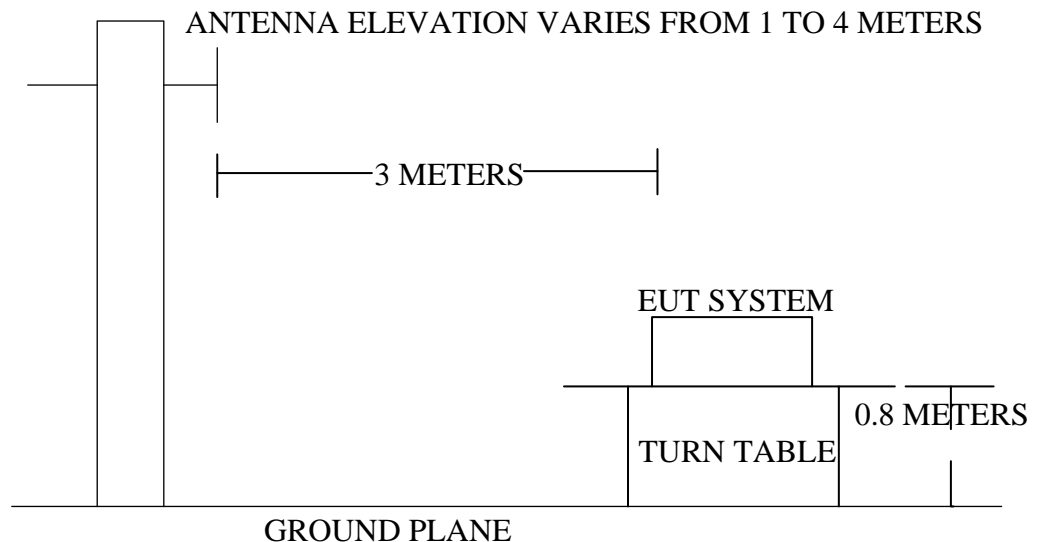 ANTENNA ELEVATION VARIES FROM 1 TO 4 METERS
3 METERS
EUT SYSTEM
0.8 METERS
TURN TABLE
GROUND PLANE